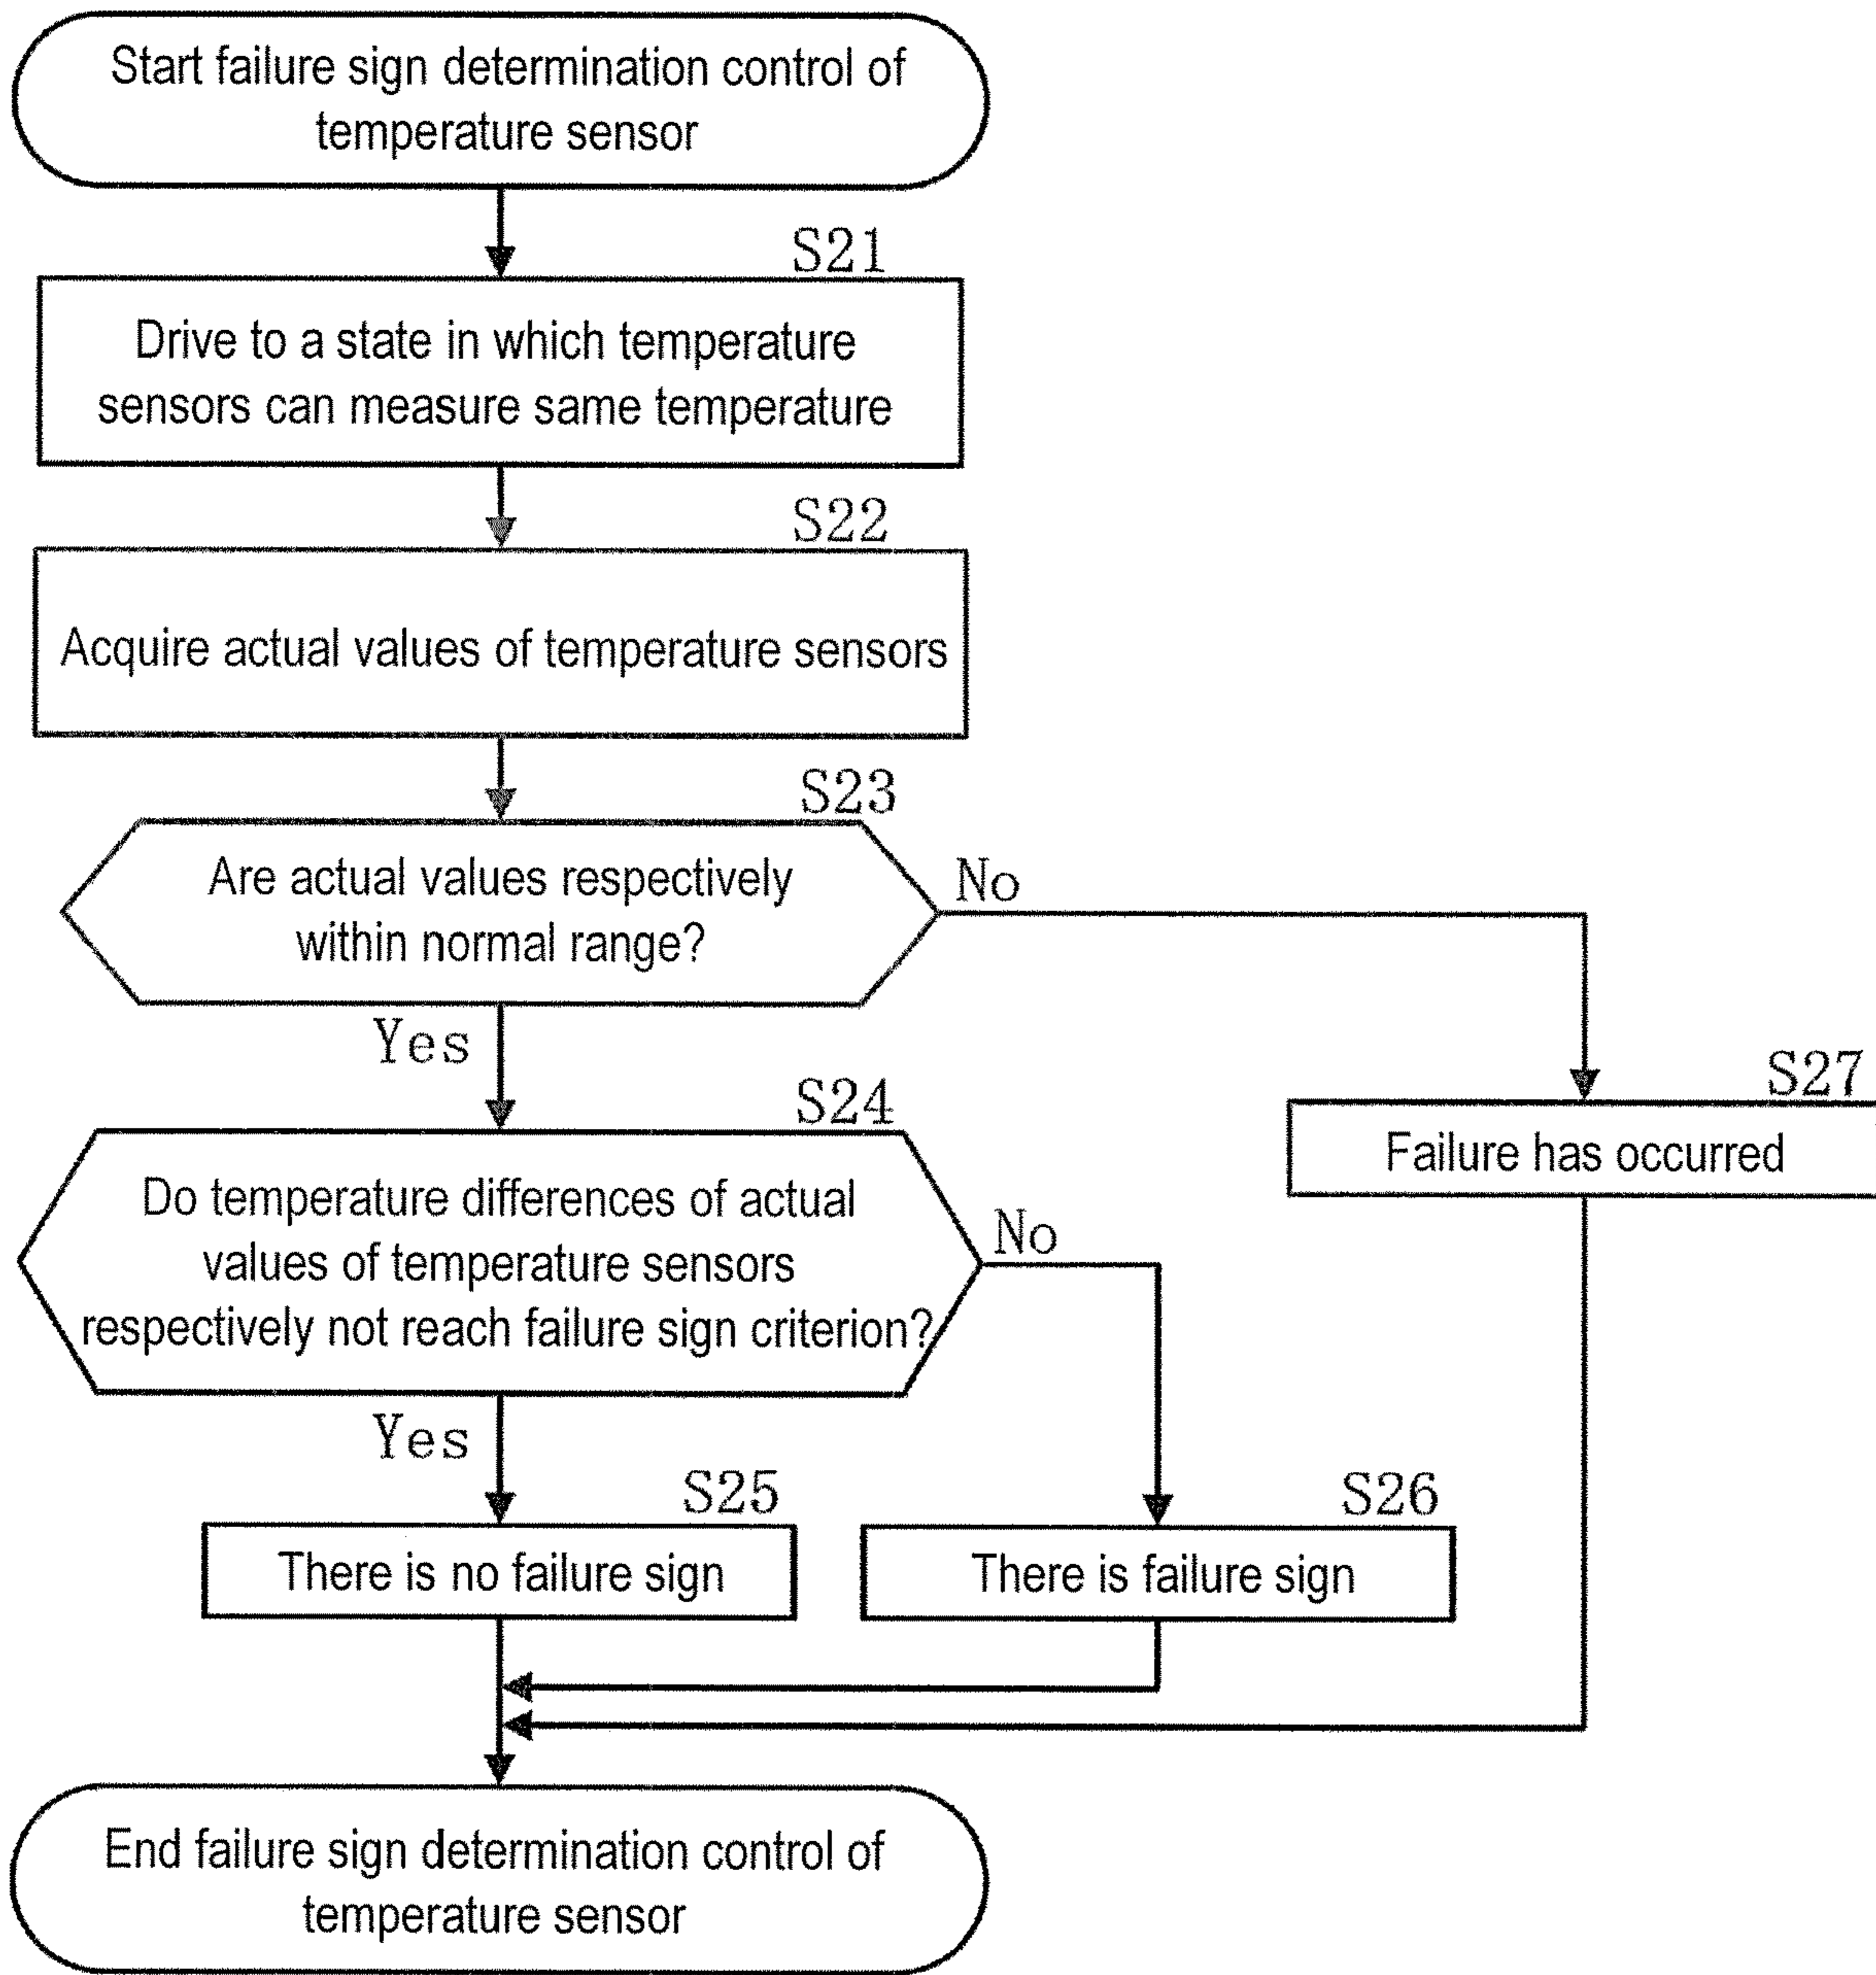 Start failure sign determination control of
temperature sensor
S21
Drive to a state in which temperature
sensors can measure same temperature
S22
Acquire actual values of temperature sensors
S23
Are actual values respectively
within normal range?
No
Yes
S27
Failure has occurred
S24
Do temperature differences of actual
values of temperature sensors
respectively not reach failure sign criterion?
No
Yes
S25
There is no failure sign
S26
There is failure sign
End failure sign determination control of
temperature sensor